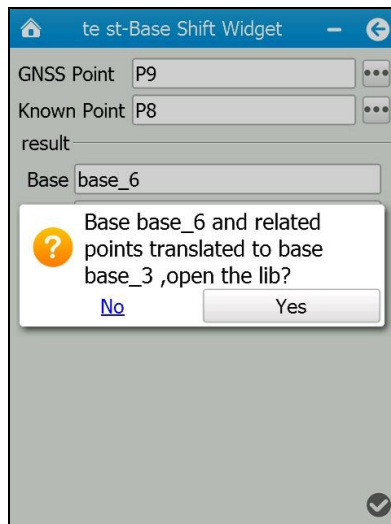 te st-Base Shift Widget
GNSS Point P9
Known Point P8
result
Base base_6
Base base_6 and related
points translated to base
base_3 ,open the lib?
No Yes